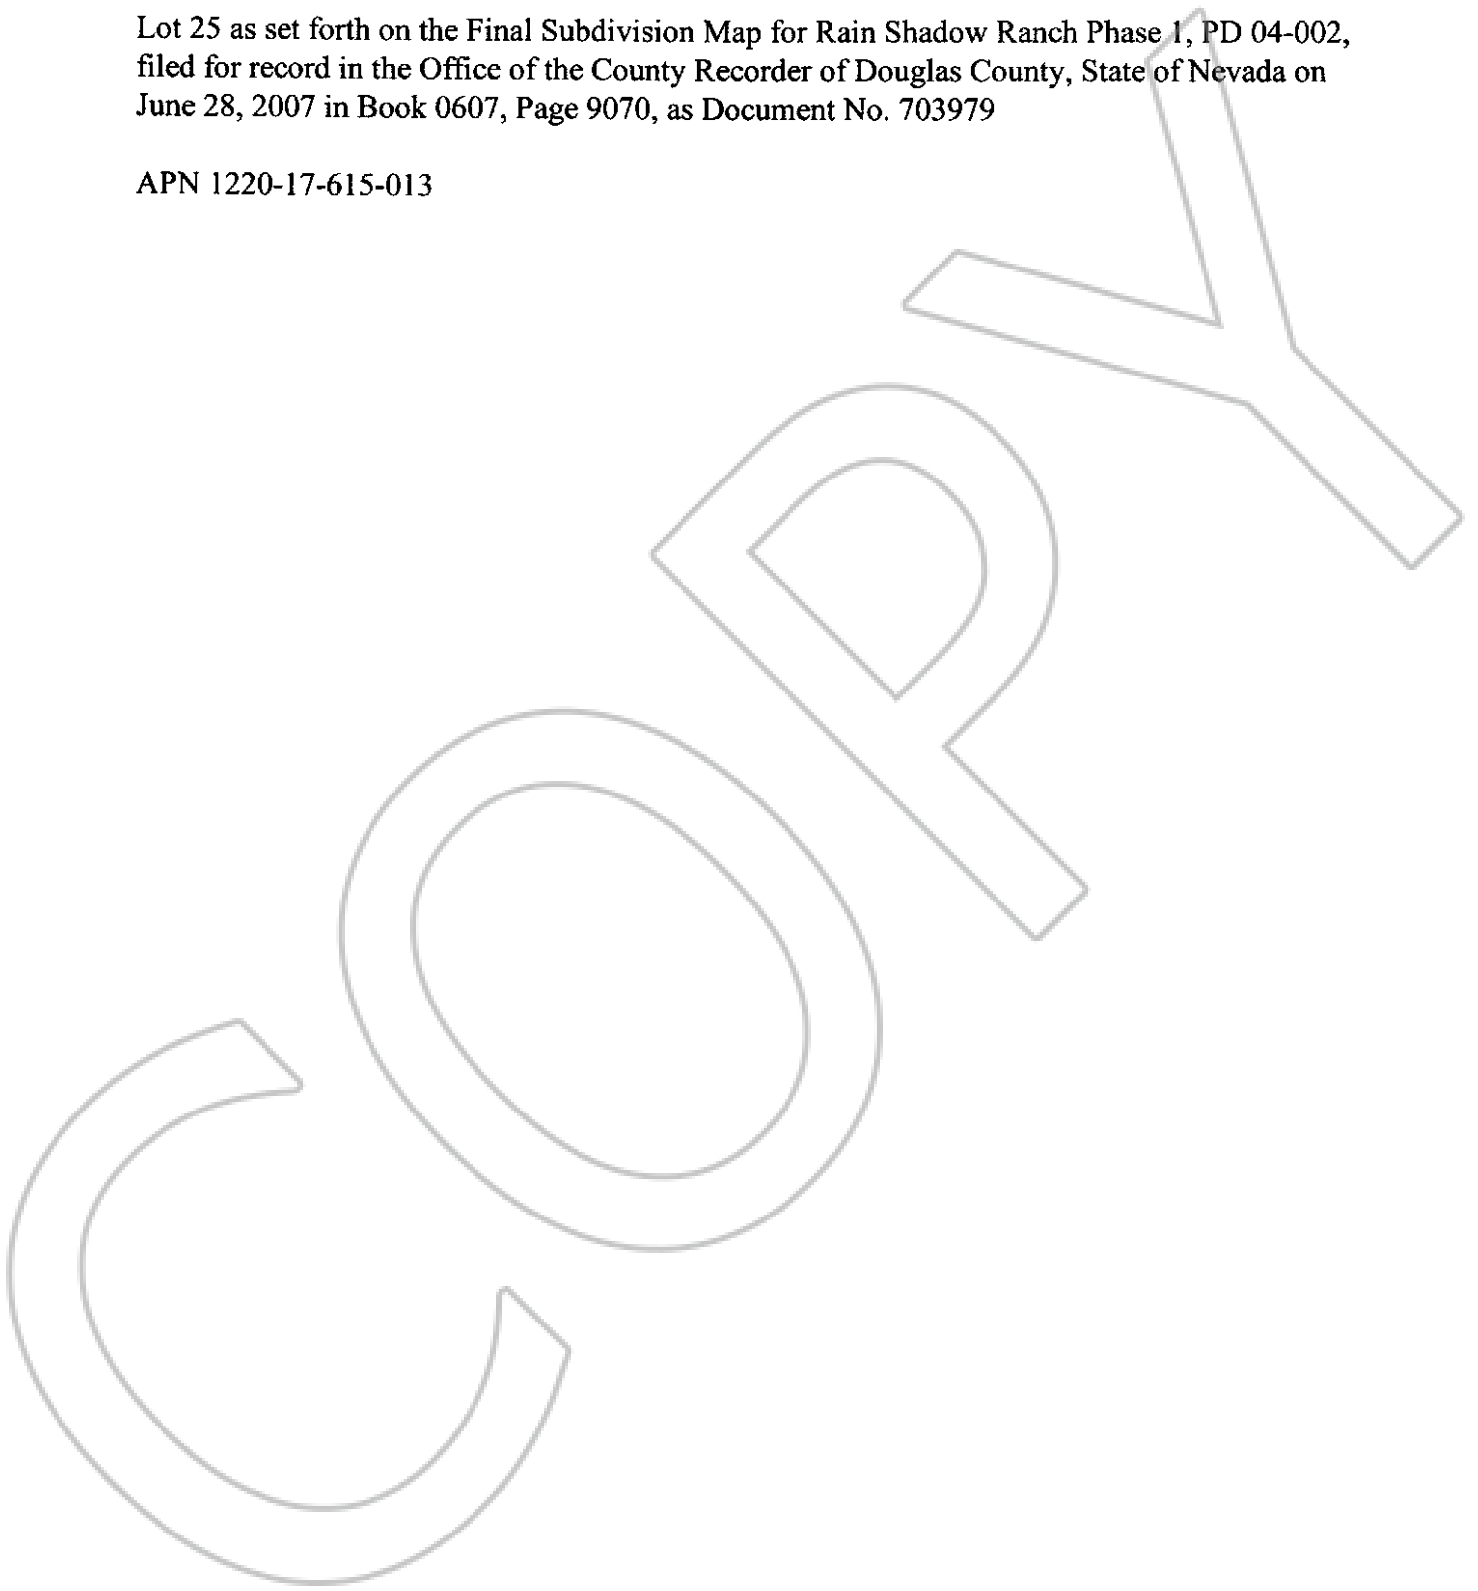 Lot 25 as set forth on the Final Subdivision Map for Rain Shadow Ranch Phase 1, PD 04-002,
filed for record in the Office of the County Recorder of Douglas County, State of Nevada on
June 28, 2007 in Book 0607, Page 9070, as Document No. 703979
APN 1220-17-615-013
COPY